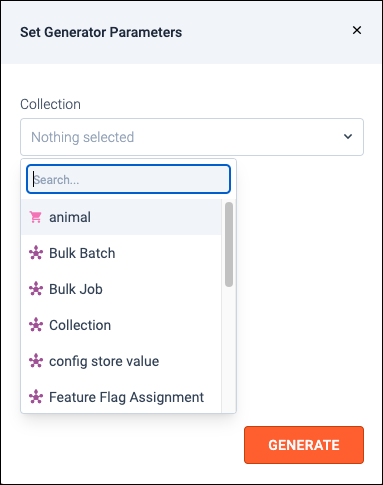 Set Generator Parameters
Collection
Nothing selected
Search...
animal
Bulk Batch
Bulk Job
Collection
config store value
Feature Flag Assignment
GENERATE